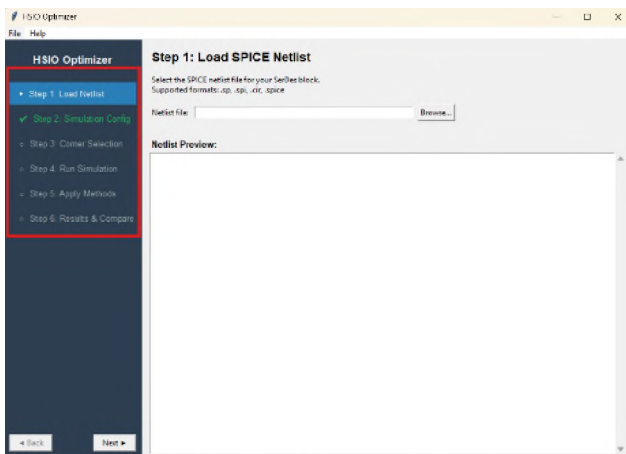 HSIO Optimizer
File Help
HSIO Optimizer
Step 1: Load Netlist
✔ Step 2: Simulation Config
Step 3: Corner Selection
Step 4: Run Simulation
Step 5: Apply Methods
Step 6: Results & Compare
◄ Back
Next ►
Step 1: Load SPICE Netlist
Select the SPICE netlist file for your SerDes block.
Supported formats: .sp, .spi, .cir, .spice
Netlist file:
Browse...
Netlist Preview: